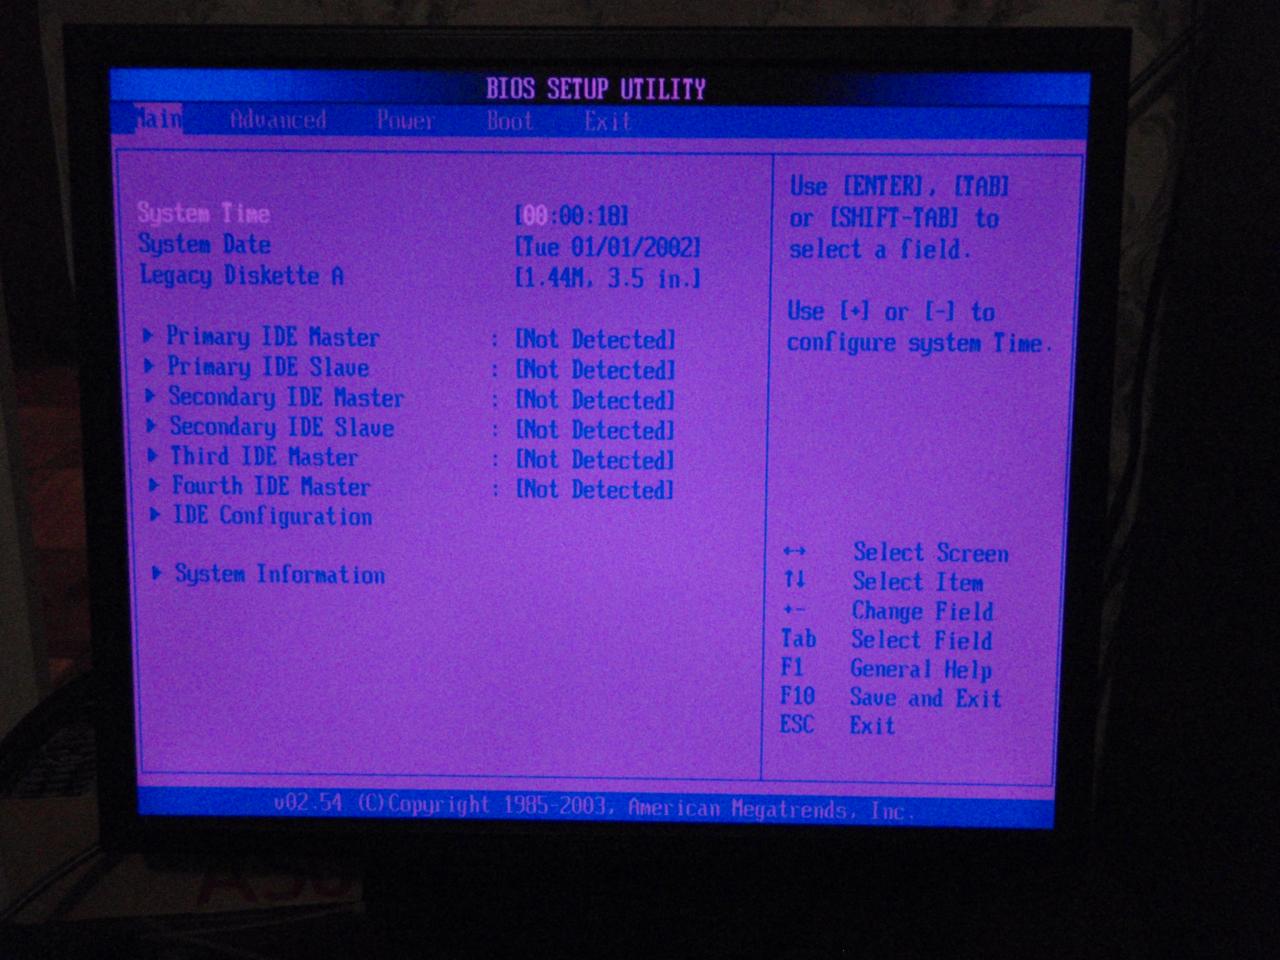 BIOS SETUP UTILITY
Main Advanced Power Boot Exit
System Time [00:00:18]
System Date [Tue 01/01/2002]
Legacy Diskette A [1.44M, 3.5 in.]
Primary IDE Master : [Not Detected]
Primary IDE Slave : [Not Detected]
Secondary IDE Master : [Not Detected]
Secondary IDE Slave : [Not Detected]
Third IDE Master : [Not Detected]
Fourth IDE Master : [Not Detected]
IDE Configuration
System Information
Use [ENTER], [TAB]
or [SHIFT-TAB] to
select a field.
Use [+] or [-] to
configure system Time.
↔ Select Screen
↑↓ Select Item
+- Change Field
Tab Select Field
F1 General Help
F10 Save and Exit
ESC Exit
v02.54 (C)Copyright 1985-2003, American Megatrends, Inc.